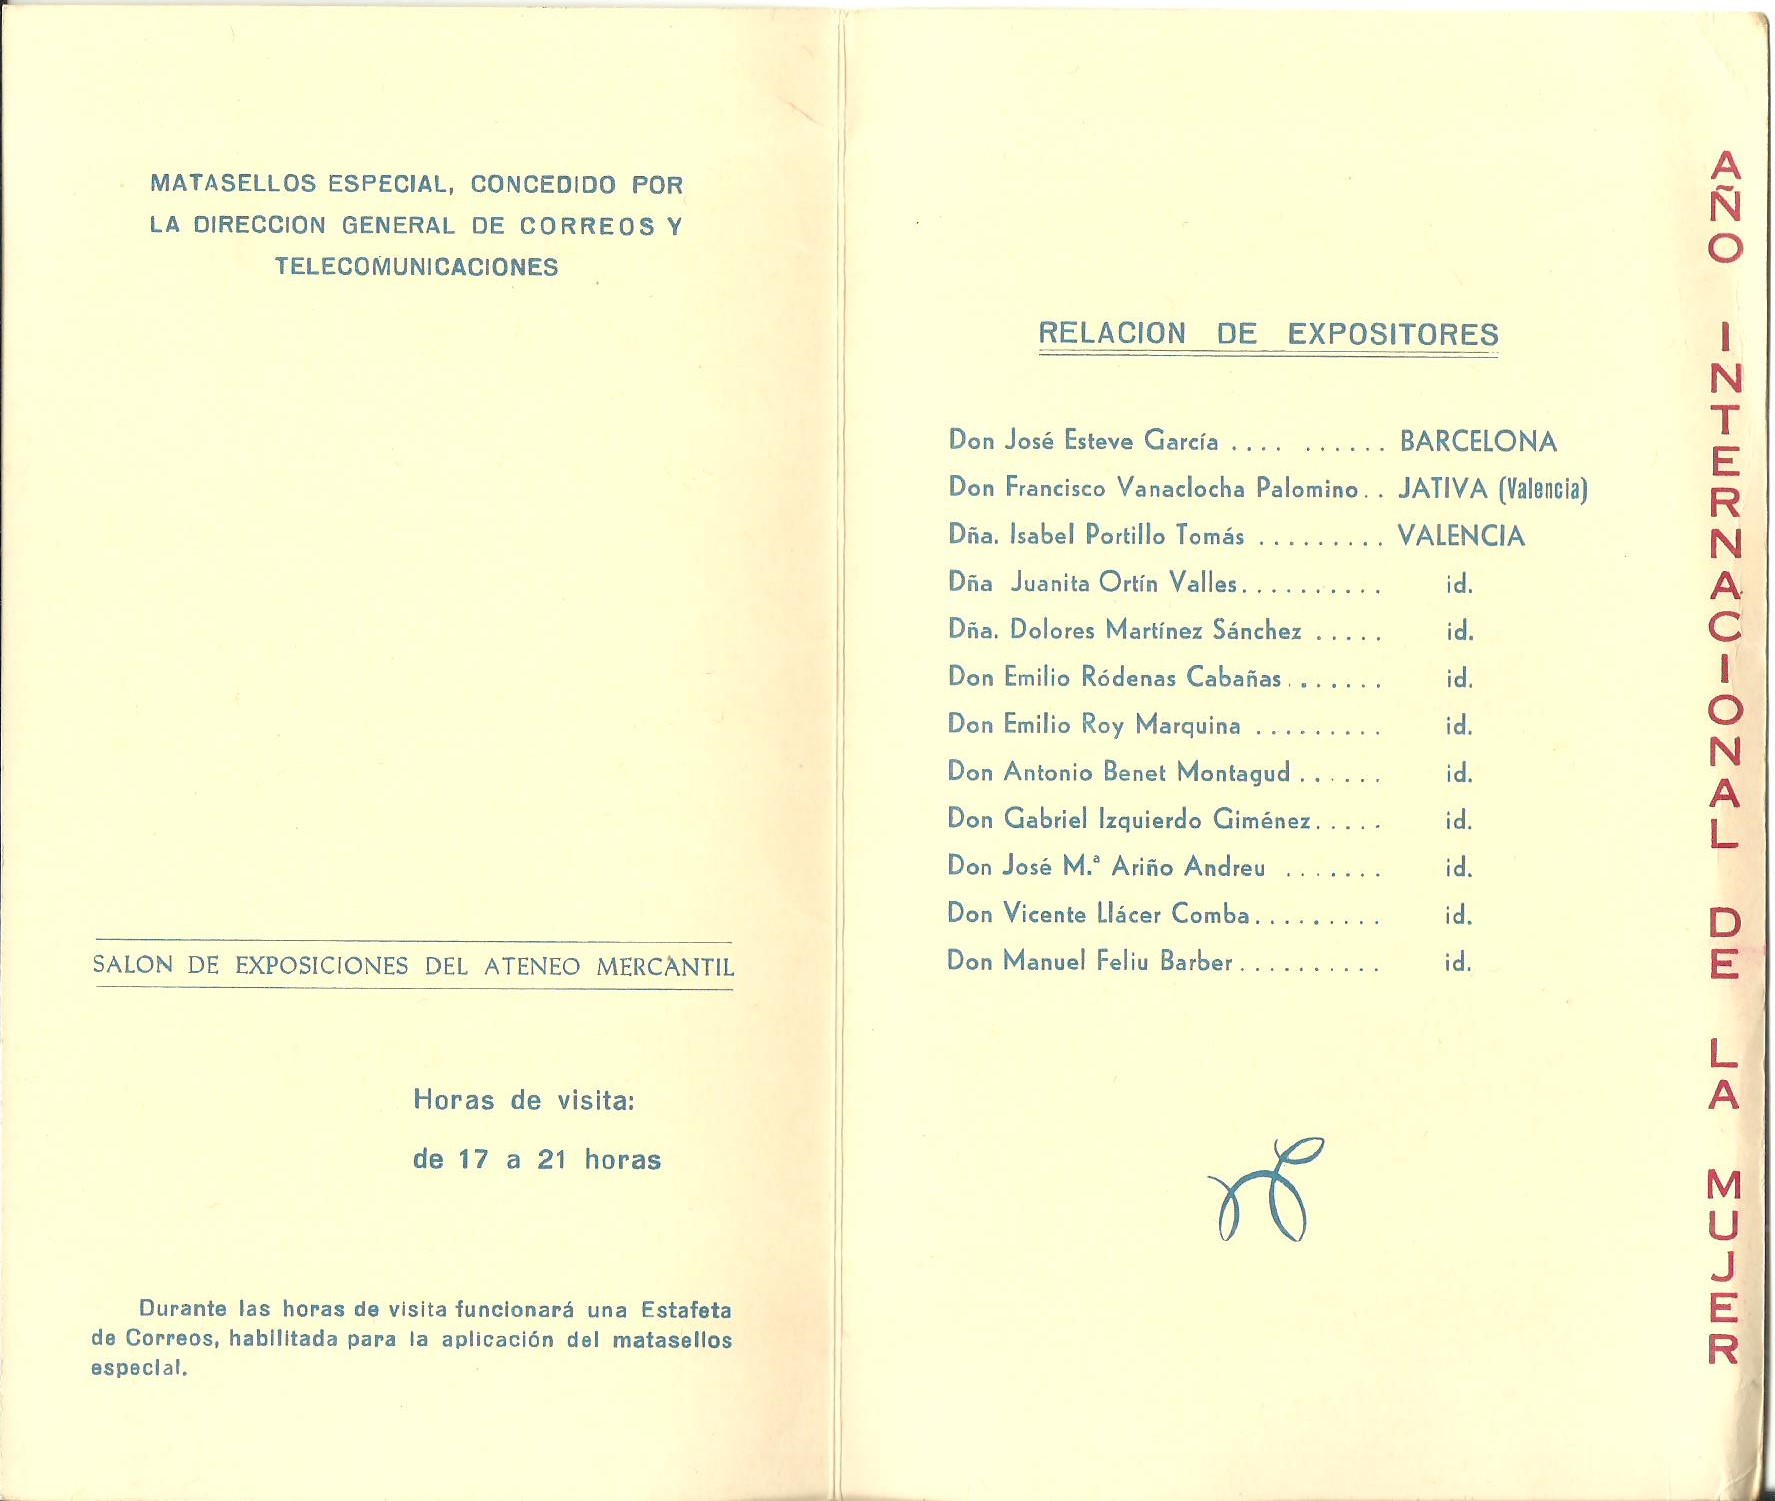 MATASELLOS ESPECIAL, CONCEDIDO POR
LA DIRECCION GENERAL DE CORREOS Y
TELECOMUNICACIONES
SALON DE EXPOSICIONES DEL ATENEO MERCANTIL
Horas de visita:
de 17 a 21 horas
Durante las horas de visita funcionará una Estafeta
de Correos, habilitada para la aplicación del matasellos
especial.
RELACION DE EXPOSITORES
Don José Esteve García .... ...... BARCELONA
Don Francisco Vanaclocha Palomino.. JATIVA (Valencia)
Dña. Isabel Portillo Tomás ......... VALENCIA
Dña Juanita Ortín Valles.......... id.
Dña. Dolores Martínez Sánchez ..... id.
Don Emilio Ródenas Cabañas....... id.
Don Emilio Roy Marquina ......... id.
Don Antonio Benet Montagud ...... id.
Don Gabriel Izquierdo Giménez..... id.
Don José M.ª Ariño Andreu ....... id.
Don Vicente Llácer Comba......... id.
Don Manuel Feliu Barber.......... id.
AÑO INTERNACIONAL DE LA MUJER